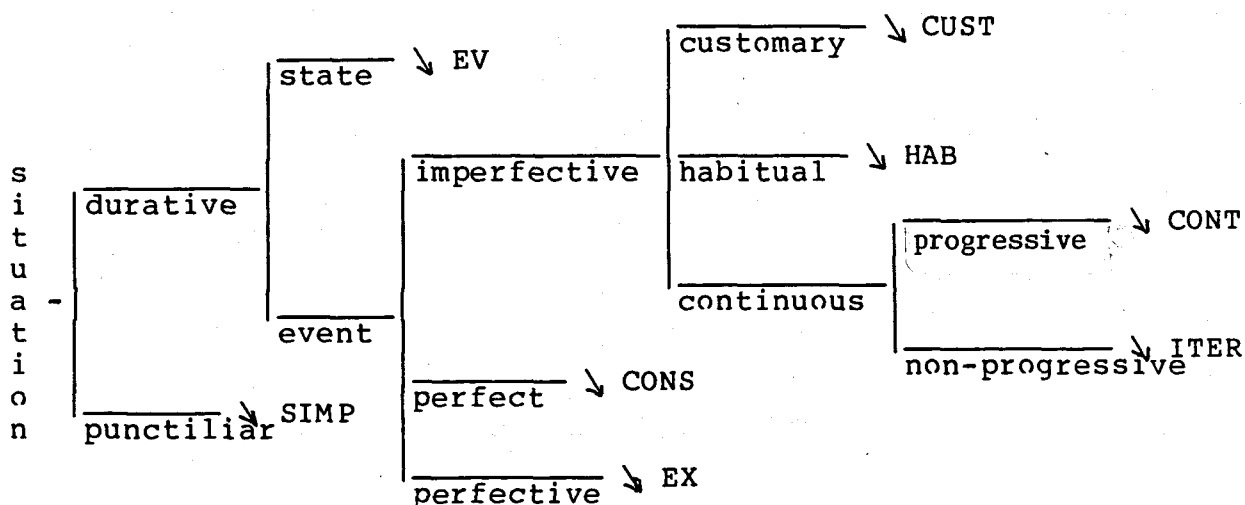 situation -
durative
punctiliar ↘ SIMP
state ↘ EV
event
imperfective
perfect ↘ CONS
perfective ↘ EX
customary ↘ CUST
habitual ↘ HAB
continuous
progressive ↘ CONT
non-progressive ↘ ITER